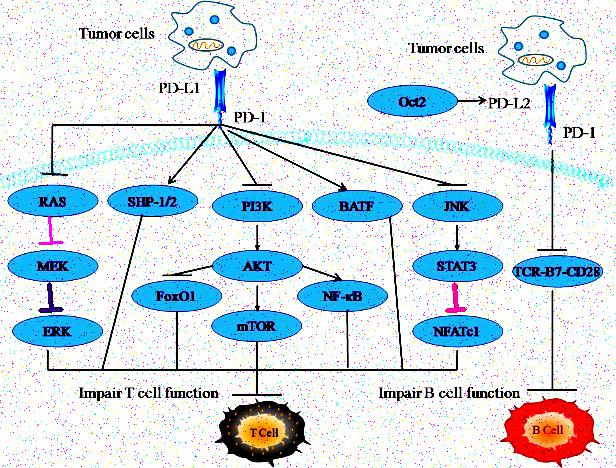 Tumor cells
Tumor cells
PD-L1
Oct2
PD-L2
PD-1
PD-1
RAS
SHP-1/2
PI3K
BATF
JNK
MEK
AKT
STAT3
TCR-B7-CD28
FoxO1
NF-κB
ERK
mTOR
NFATc1
Impair T cell function
Impair B cell function
T Cell
B Cell